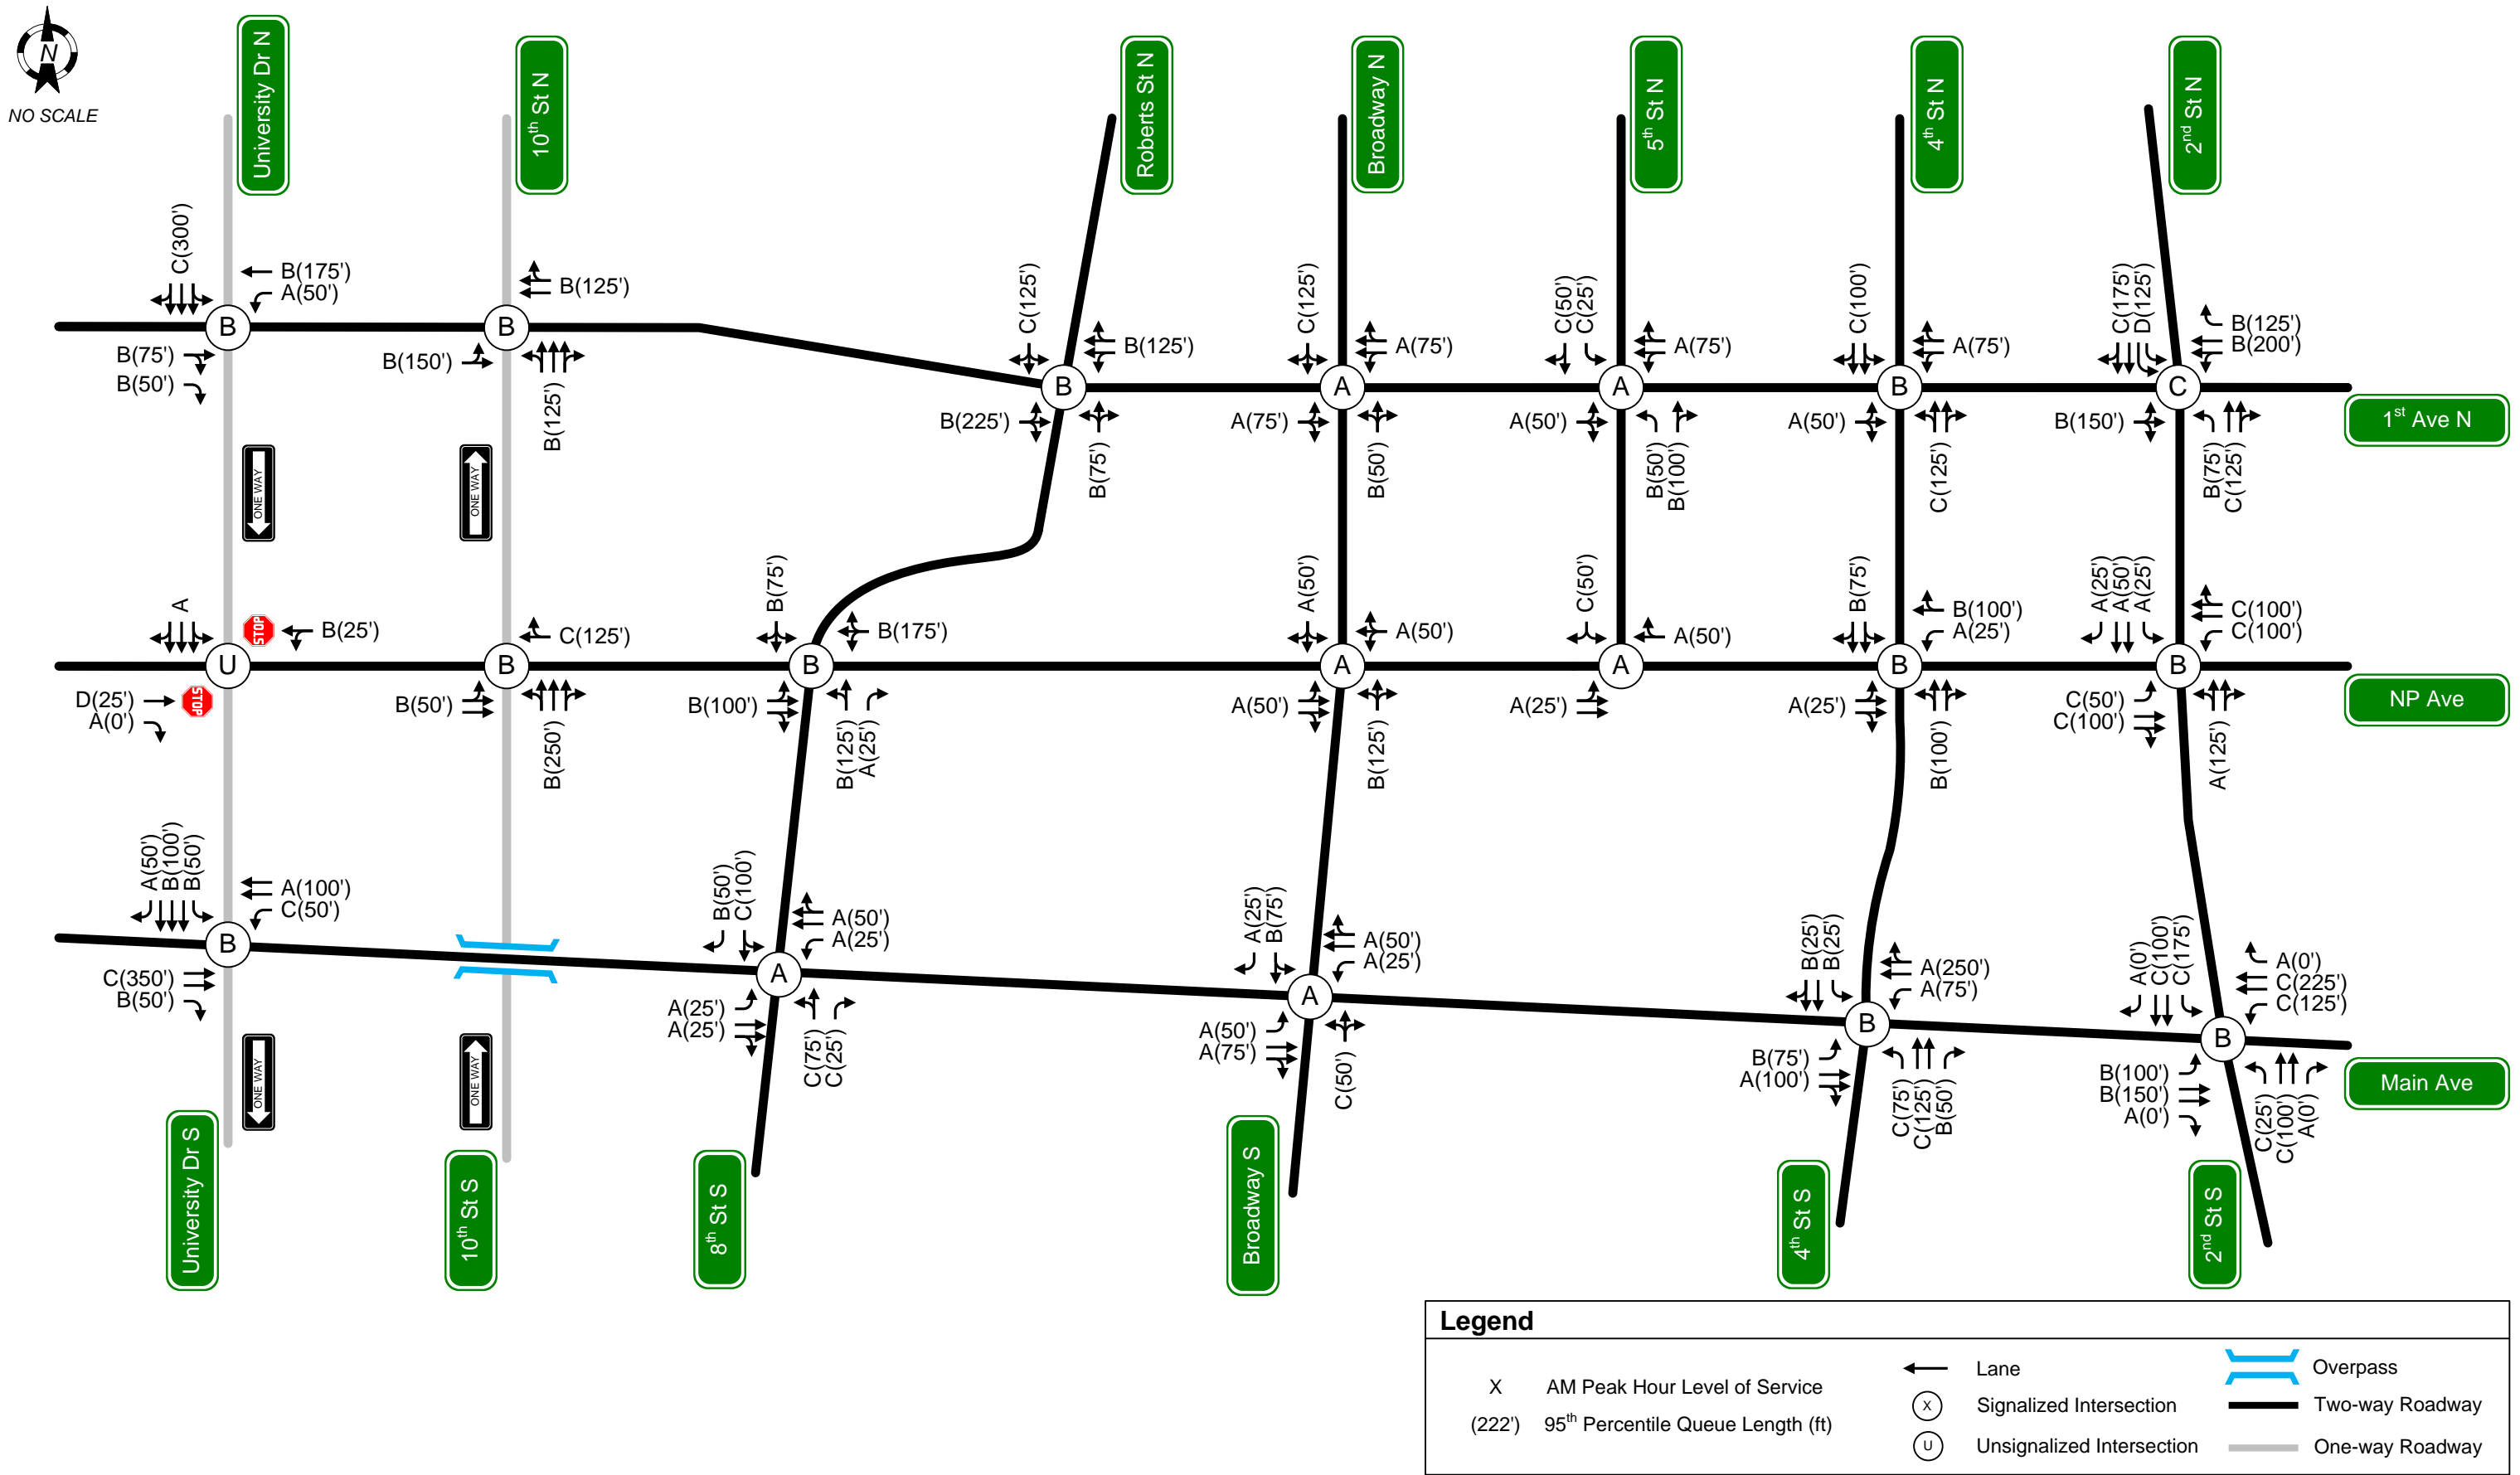 N
NO SCALE
University Dr N
10th St N
Roberts St N
Broadway N
5th St N
4th St N
2nd St N
C(300')
B(175')
A(50')
B
B(75')
B(50')
B(125')
B
B(150')
B(125')
C(125')
B(125')
B
B(225')
B(75')
C(125')
A(75')
A
A(75')
B(50')
C(50')
C(25')
A(75')
A
A(50')
B(50')
B(100')
C(100')
A(75')
B
A(50')
C(125')
C(175')
D(125')
B(125')
B(200')
C
B(150')
B(75')
C(125')
1st Ave N
ONE WAY
ONE WAY
A
STOP
B(25')
U
D(25')
STOP
A(0')
C(125')
B
B(50')
B(250')
B(75')
B(175')
B
B(100')
B(125')
A(25')
A(50')
A(50')
A
A(50')
B(125')
C(50')
A(50')
A
A(25')
B(75')
B(100')
A(25')
B
A(25')
B(100')
A(25')
A(50')
A(25')
C(100')
C(100')
B
C(50')
C(100')
A(125')
NP Ave
A(50')
B(100')
B(50')
A(100')
C(50')
B
C(350')
B(50')
B(50')
C(100')
A(50')
A(25')
A
A(25')
A(25')
C(75')
C(25')
A(25')
B(75')
A(50')
A(25')
A
A(50')
A(75')
C(50')
B(25')
B(25')
A(250')
A(75')
B
B(75')
A(100')
C(75')
C(125')
B(50')
A(0')
C(100')
C(175')
A(0')
C(225')
C(125')
B
B(100')
B(150')
A(0')
C(25')
C(100')
A(0')
Main Ave
ONE WAY
ONE WAY
University Dr S
10th St S
8th St S
Broadway S
4th St S
2nd St S
Legend
X AM Peak Hour Level of Service
(222') 95th Percentile Queue Length (ft)
Lane
X Signalized Intersection
U Unsignalized Intersection
Overpass
Two-way Roadway
One-way Roadway